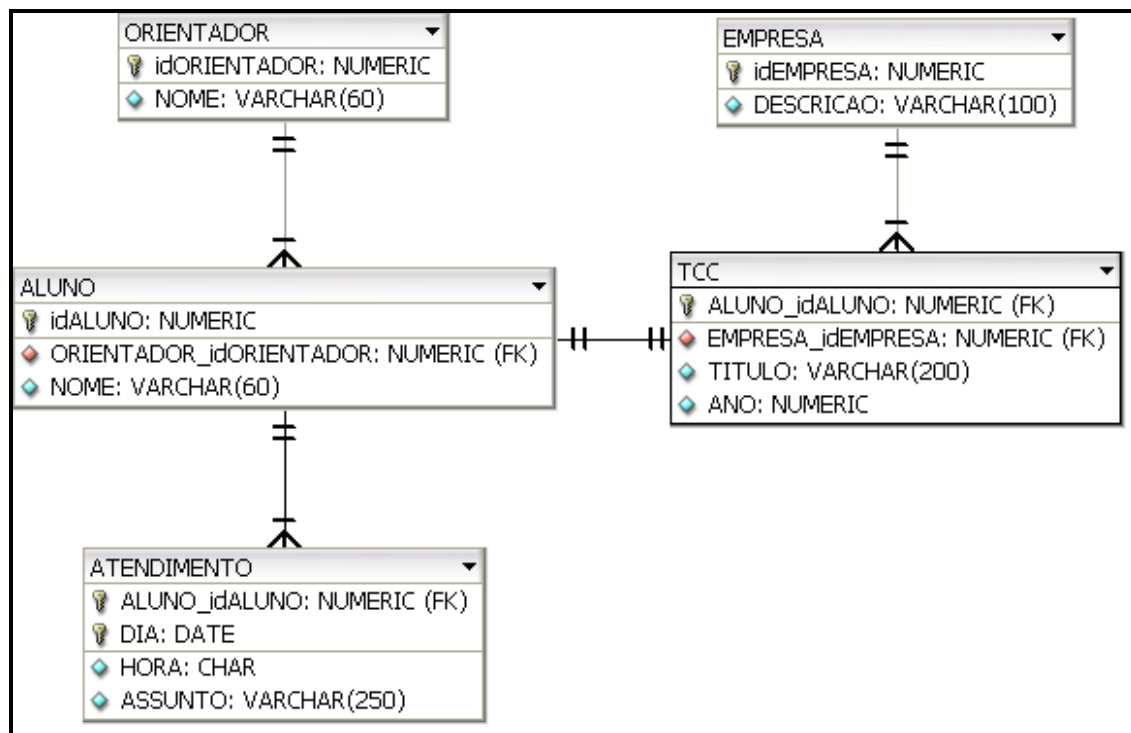 ORIENTADOR
idORIENTADOR: NUMERIC
NOME: VARCHAR(60)
EMPRESA
idEMPRESA: NUMERIC
DESCRICAO: VARCHAR(100)
ALUNO
idALUNO: NUMERIC
ORIENTADOR_idORIENTADOR: NUMERIC (FK)
NOME: VARCHAR(60)
TCC
ALUNO_idALUNO: NUMERIC (FK)
EMPRESA_idEMPRESA: NUMERIC (FK)
TITULO: VARCHAR(200)
ANO: NUMERIC
ATENDIMENTO
ALUNO_idALUNO: NUMERIC (FK)
DIA: DATE
HORA: CHAR
ASSUNTO: VARCHAR(250)